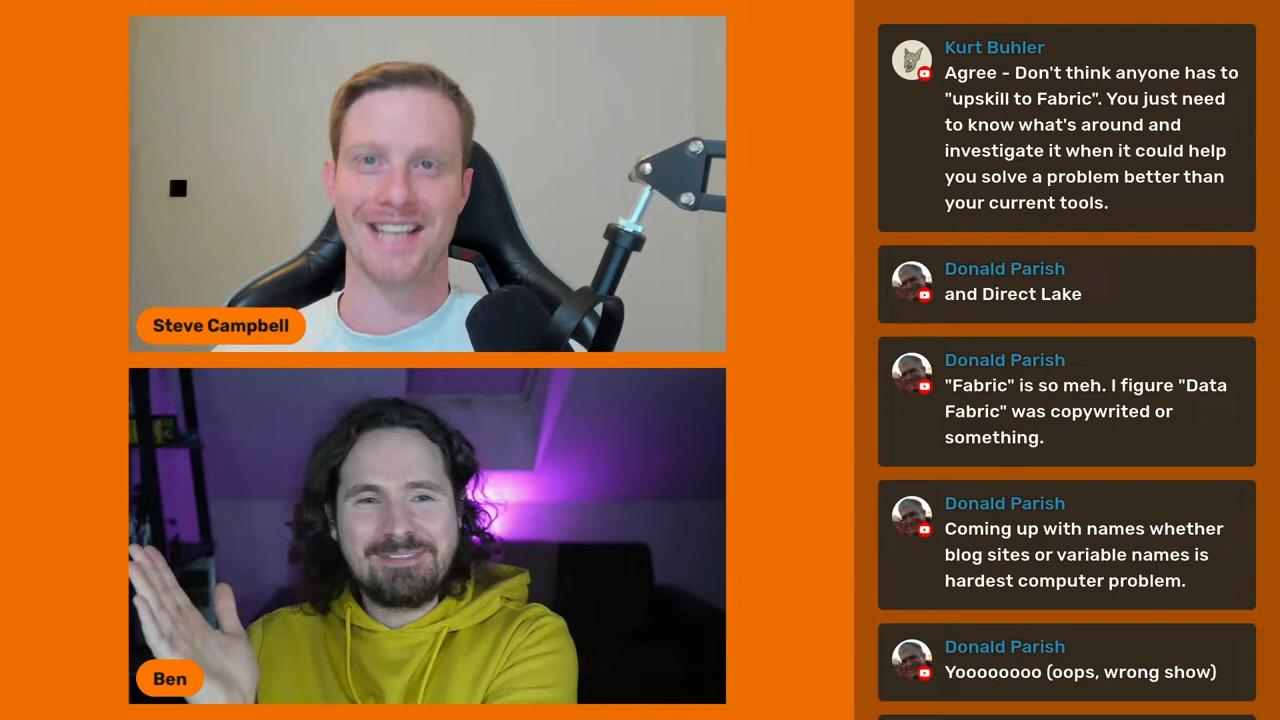 Steve Campbell
Ben
Kurt Buhler
Agree - Don't think anyone has to
"upskill to Fabric". You just need
to know what's around and
investigate it when it could help
you solve a problem better than
your current tools.
Donald Parish
and Direct Lake
Donald Parish
"Fabric" is so meh. I figure "Data
Fabric" was copywrited or
something.
Donald Parish
Coming up with names whether
blog sites or variable names is
hardest computer problem.
Donald Parish
Yoooooooo (oops, wrong show)